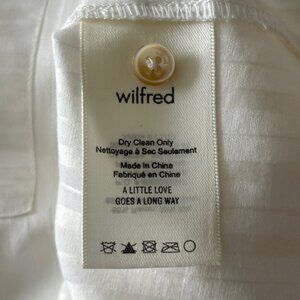 wilfred
Dry Clean Only
Nettoyage à Sec Seulement
Made in China
Fabriqué en Chine
A LITTLE LOVE
GOES A LONG WAY